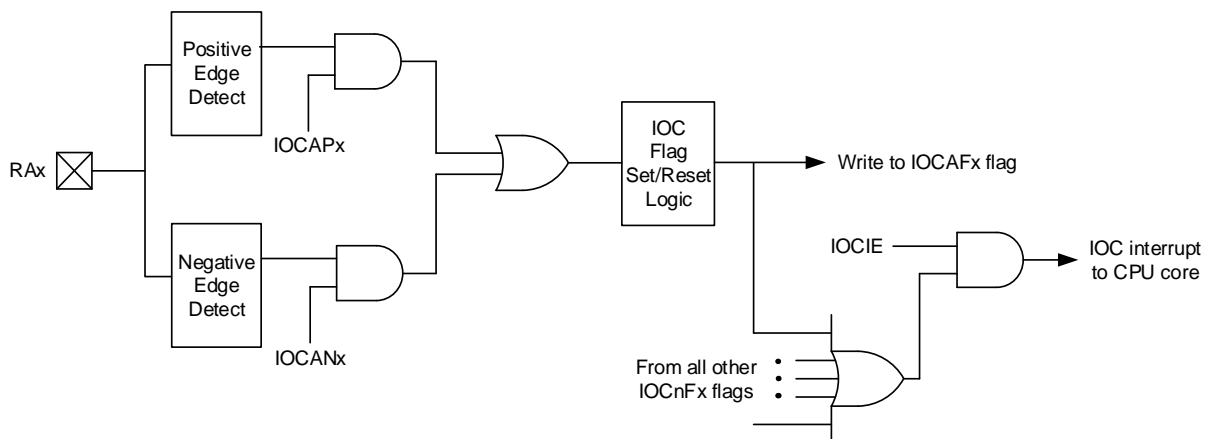 Positive
Edge
Detect
IOCAPx
RAx
IOC
Flag
Set/Reset
Logic
Write to IOCAFx flag
Negative
Edge
Detect
IOCANx
IOCIE
IOC interrupt
to CPU core
From all other
IOCnFx flags